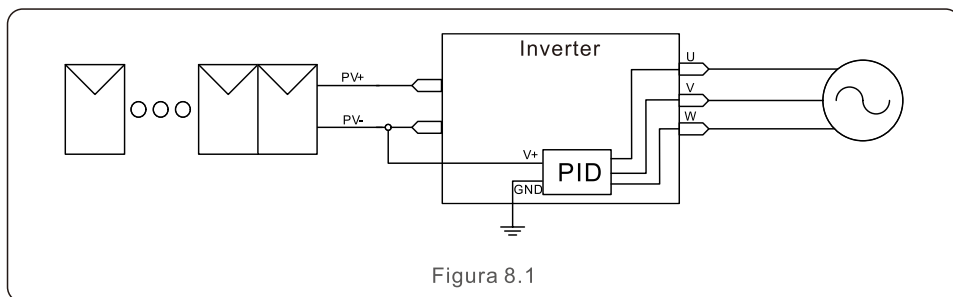 Inverter
U
PV+
V
PV-
W
V+
PID
GND
Figura 8.1